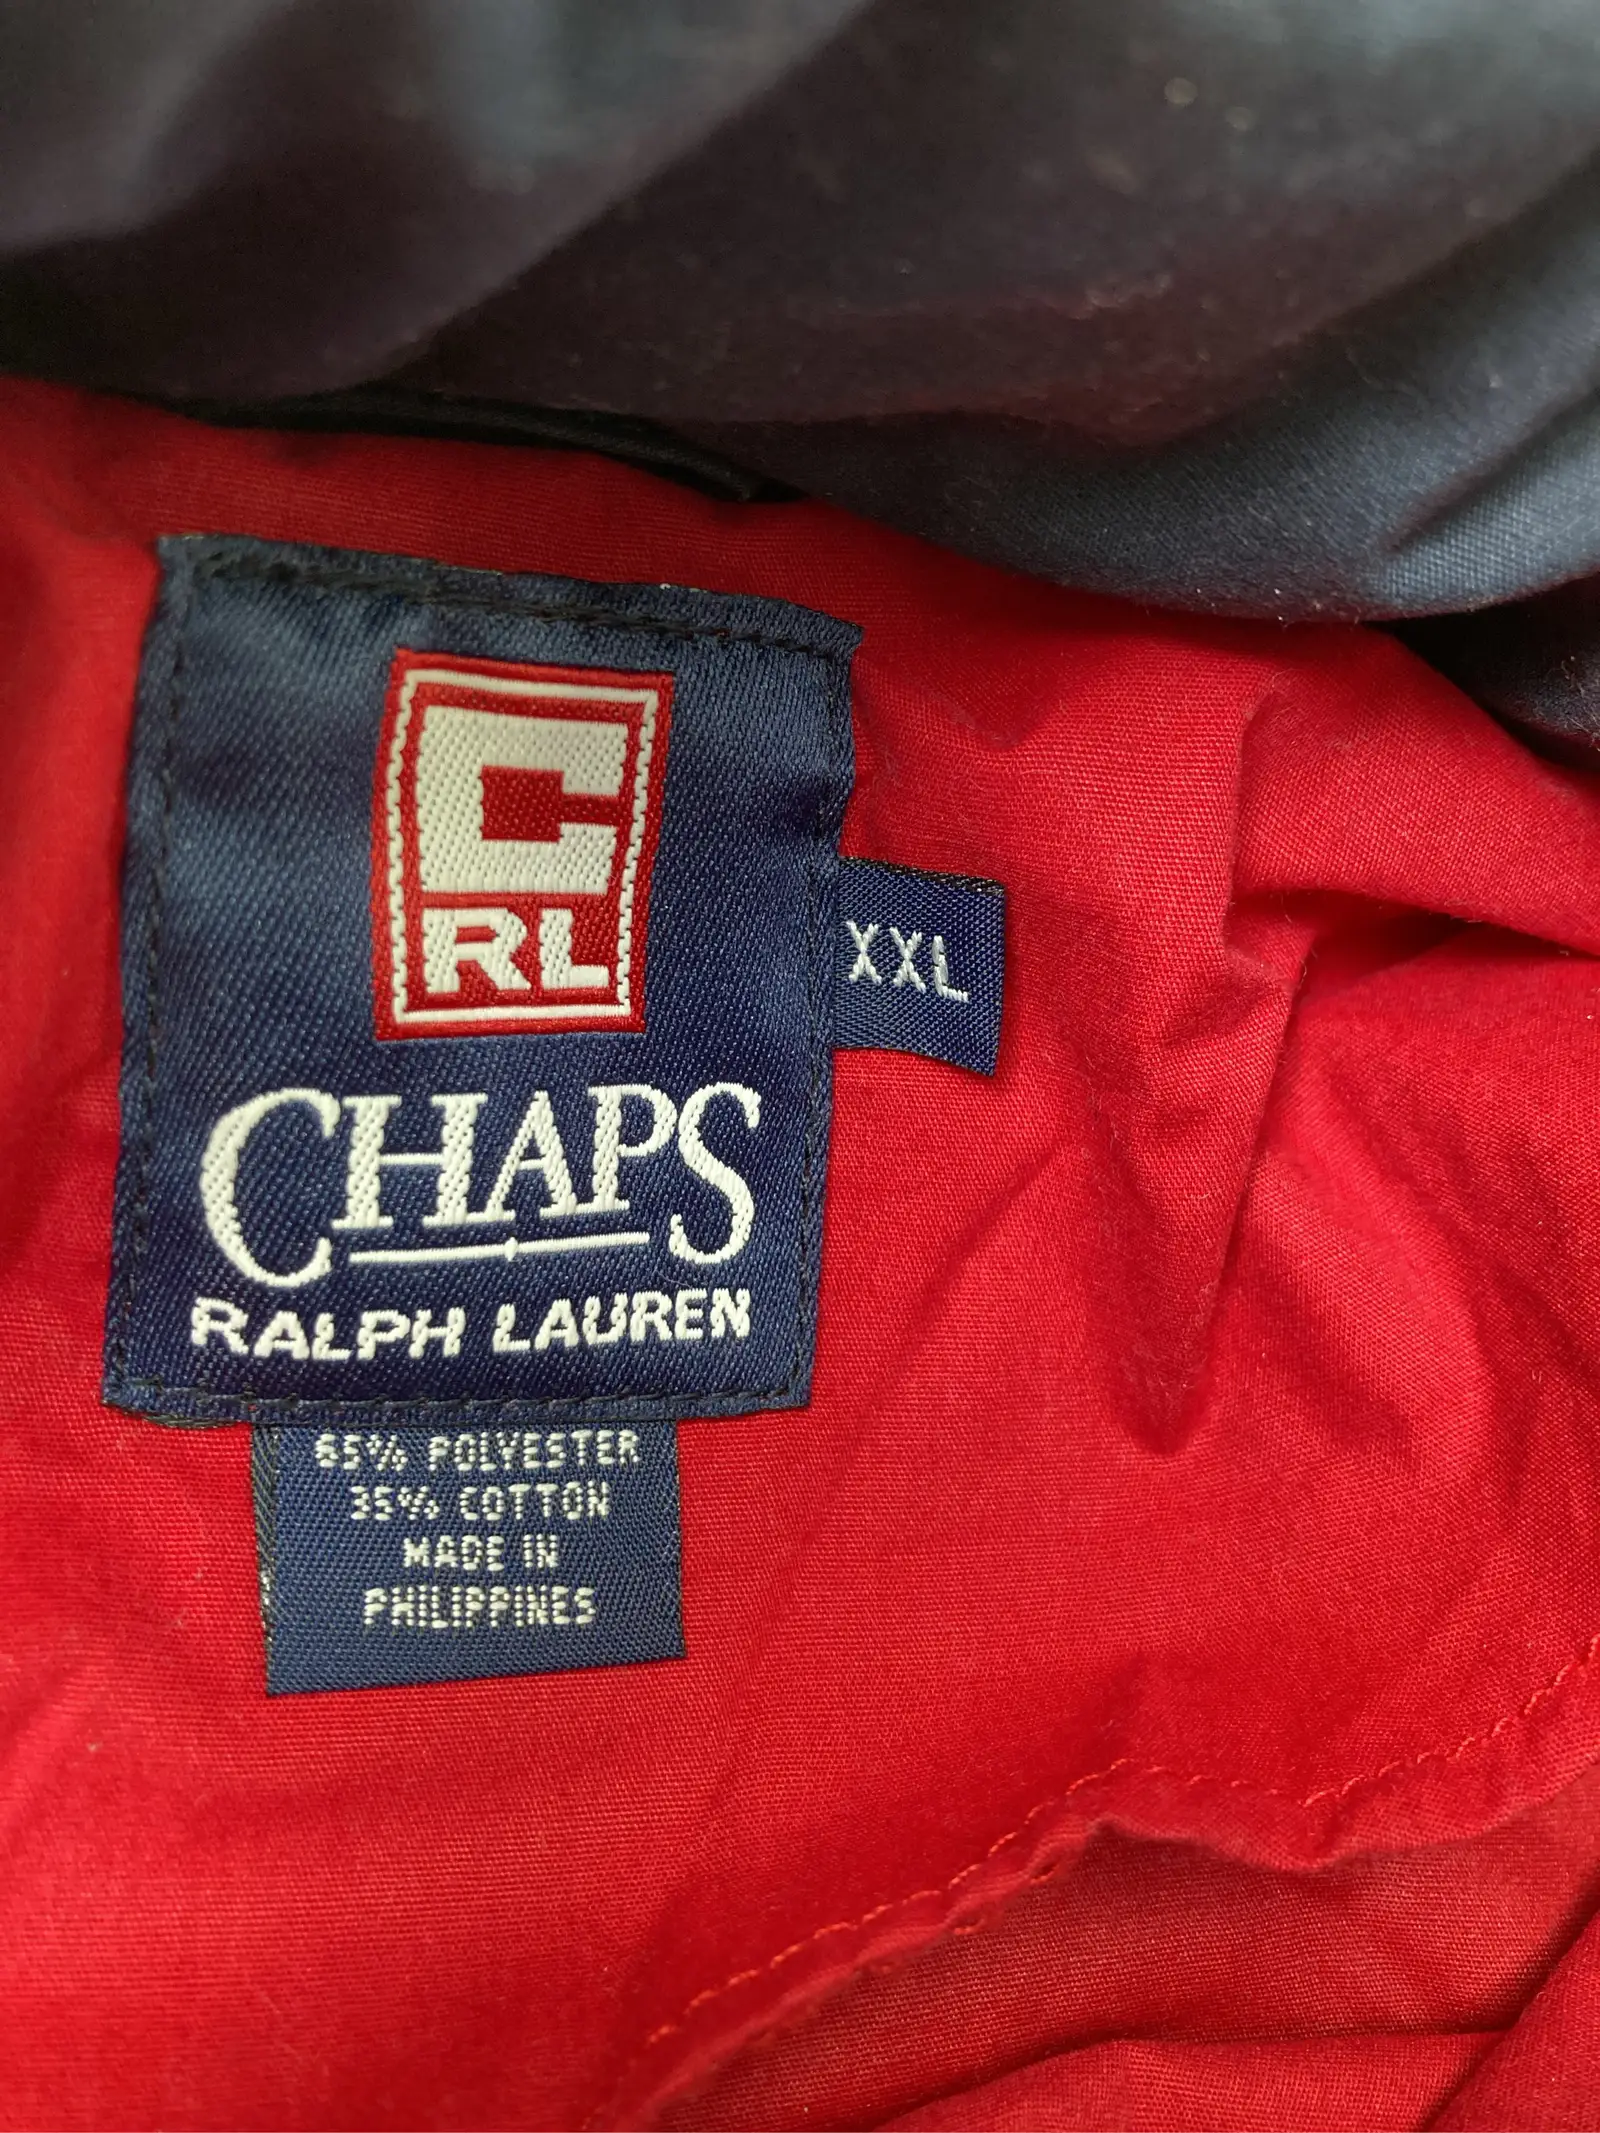 C
RL
CHAPS
RALPH LAUREN
XXL
65% POLYESTER
35% COTTON
MADE IN
PHILIPPINES